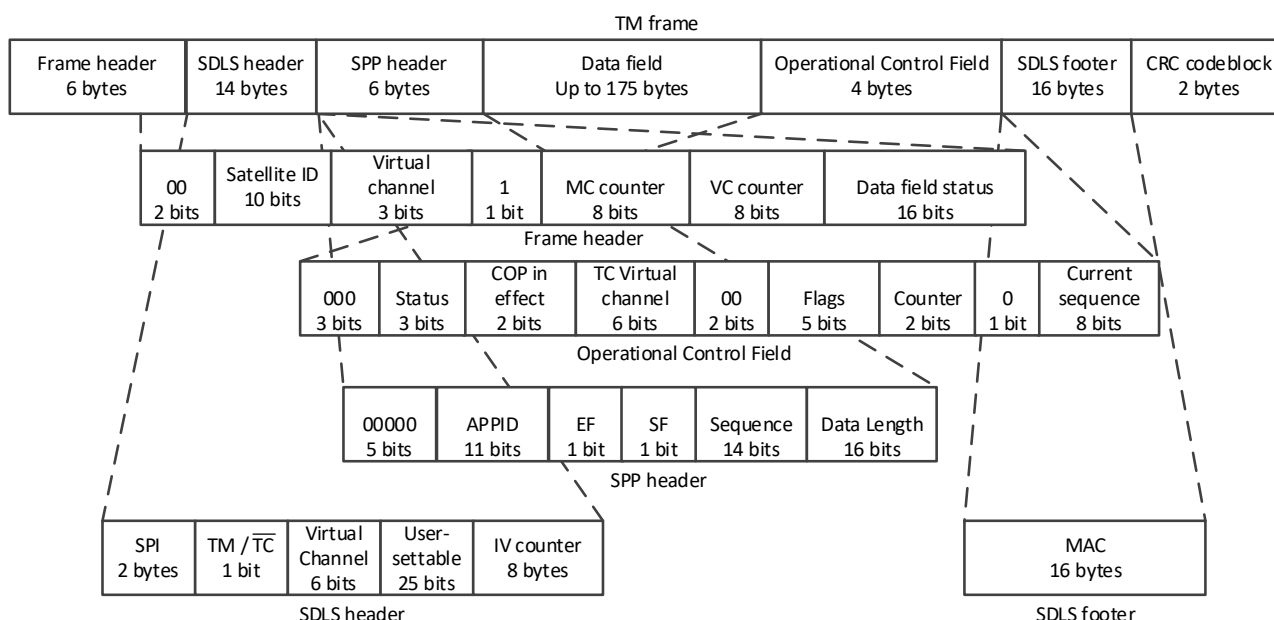 TM frame
Frame header
6 bytes
SDLS header
14 bytes
SPP header
6 bytes
Data field
Up to 175 bytes
Operational Control Field
4 bytes
SDLS footer
16 bytes
CRC codeblock
2 bytes
00
2 bits
Satellite ID
10 bits
Virtual
channel
3 bits
1
1 bit
MC counter
8 bits
VC counter
8 bits
Data field status
16 bits
Frame header
000
3 bits
Status
3 bits
COP in
effect
2 bits
TC Virtual
channel
6 bits
00
2 bits
Flags
5 bits
Counter
2 bits
0
1 bit
Current
sequence
8 bits
Operational Control Field
00000
5 bits
APPID
11 bits
EF
1 bit
SF
1 bit
Sequence
14 bits
Data Length
16 bits
SPP header
SPI
2 bytes
TM / T̅C̅
1 bit
Virtual
Channel
6 bits
User-
settable
25 bits
IV counter
8 bytes
SDLS header
MAC
16 bytes
SDLS footer